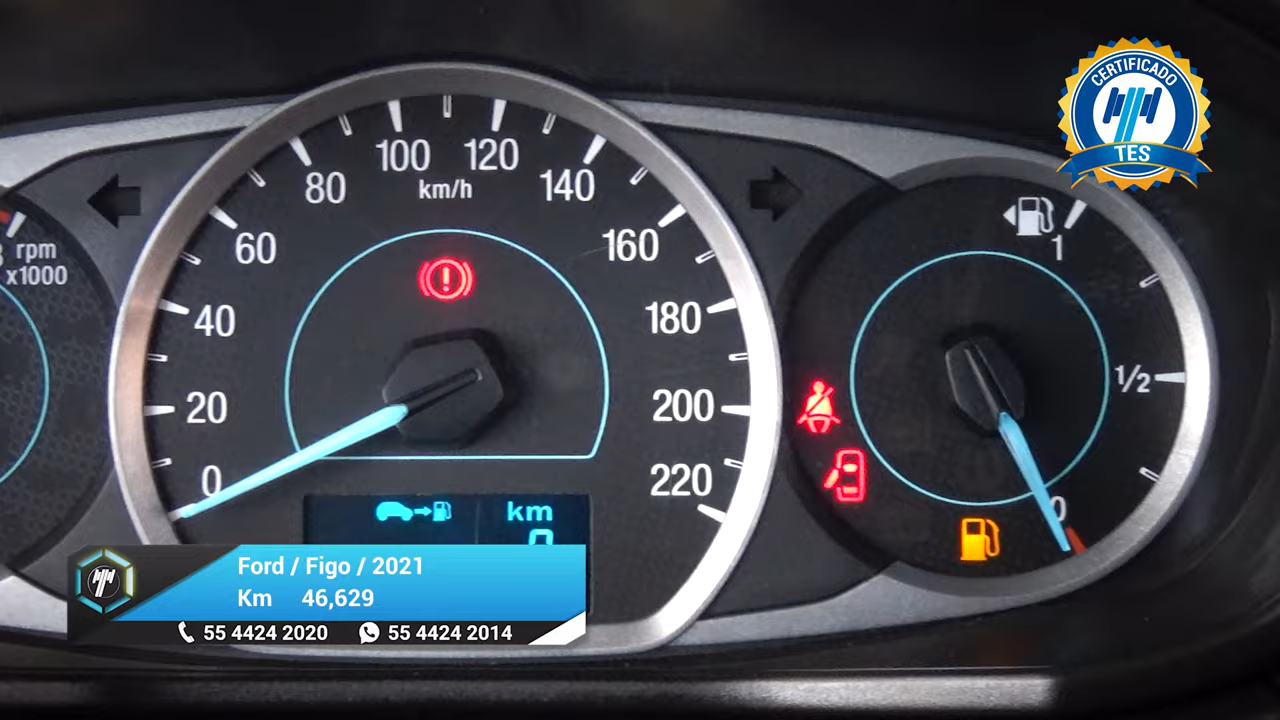 CERTIFICADO
TES
rpm
x1000
0
20
40
60
80
100
120
140
160
180
200
220
km/h
km
0
1
1/2
0
Ford / Figo / 2021
Km 46,629
55 4424 2020 55 4424 2014